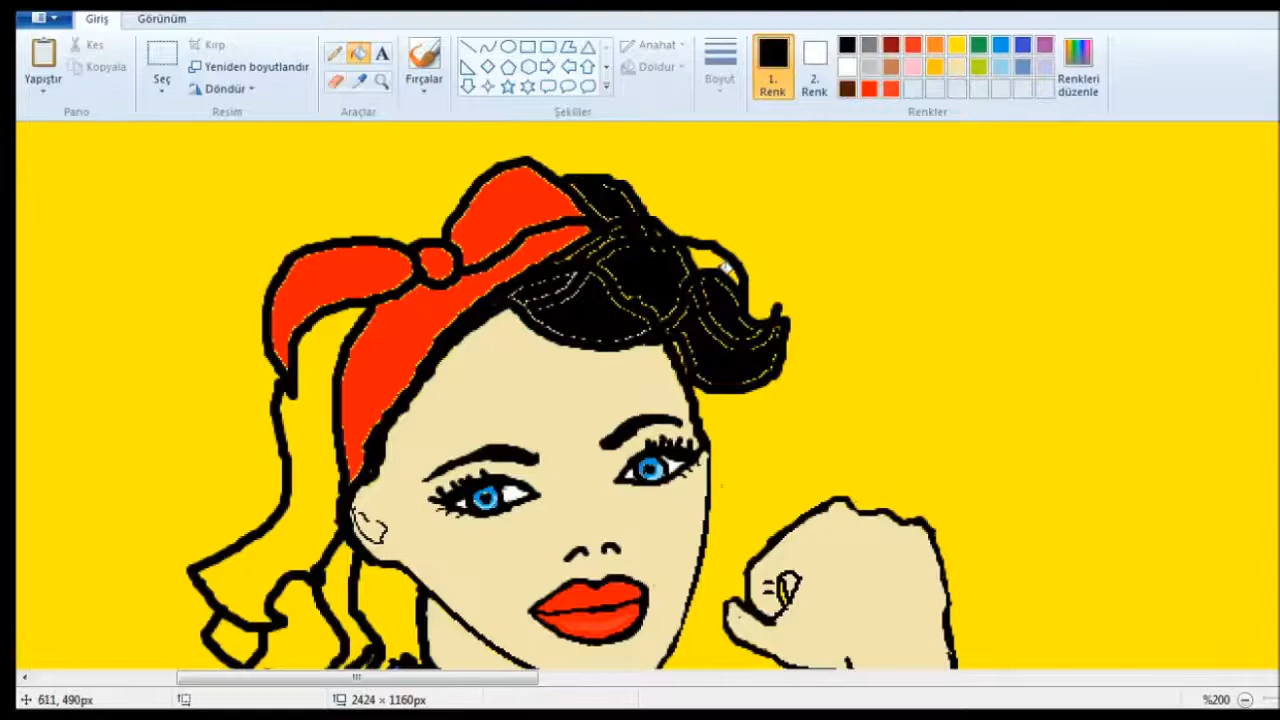 Giriş Görünüm
Yapıştır
Kes
Kopyala
Pano
Seç
Kırp
Yeniden boyutlandır
Döndür
Resim
A
Araçlar
Fırçalar
Anahat
Doldur
Şekiller
Boyut
1.
Renk
2.
Renk
Renkleri
düzenle
Renkler
611, 490px
2424 × 1160px
%200